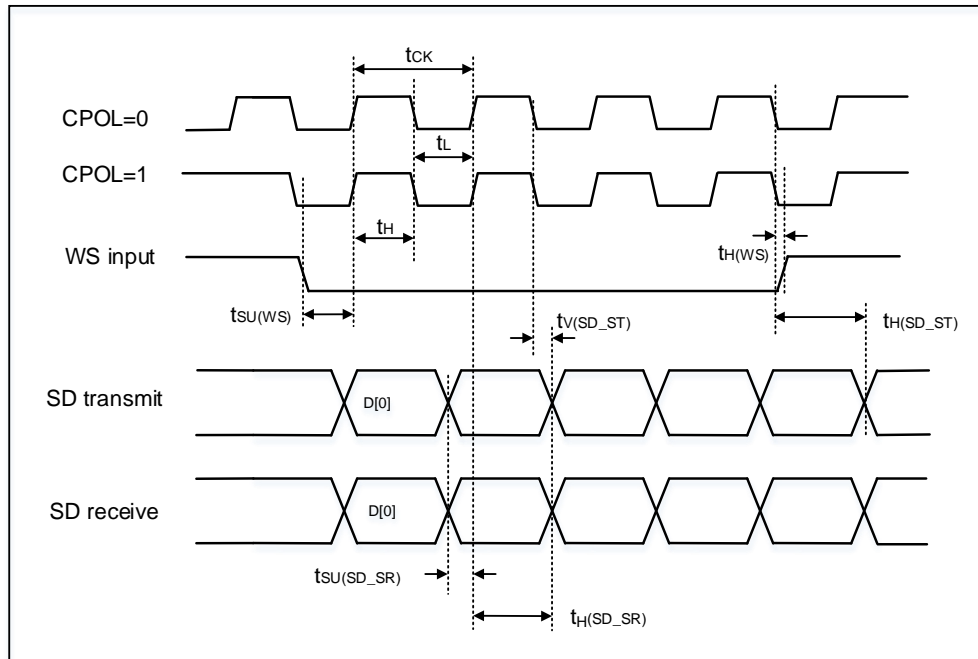 tCK
CPOL=0
tL
CPOL=1
tH
WS input
tH(WS)
tSU(WS)
tV(SD_ST)
tH(SD_ST)
SD transmit
D[0]
SD receive
D[0]
tSU(SD_SR)
tH(SD_SR)